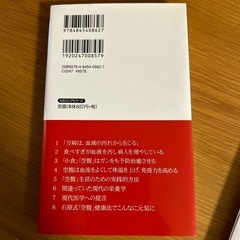 9784845408627
1920247008579
ISBN978-4-8454-0862-7
C0247 ¥857E
定価（本体857円+税）
1 「万病は、血液の汚れから生じる」
2 食べすぎが血液を汚し病人を増やしている
3 「小食」「空腹」はガンをも予防治癒させる
4 空腹は血流をよくして体温を上げ、免疫力を高める
5 「空腹」生活のための実践的方法
6 間違っていた現代の栄養学
7 現代医学への提言
8 石原式「空腹」健康法でこんなに元気に